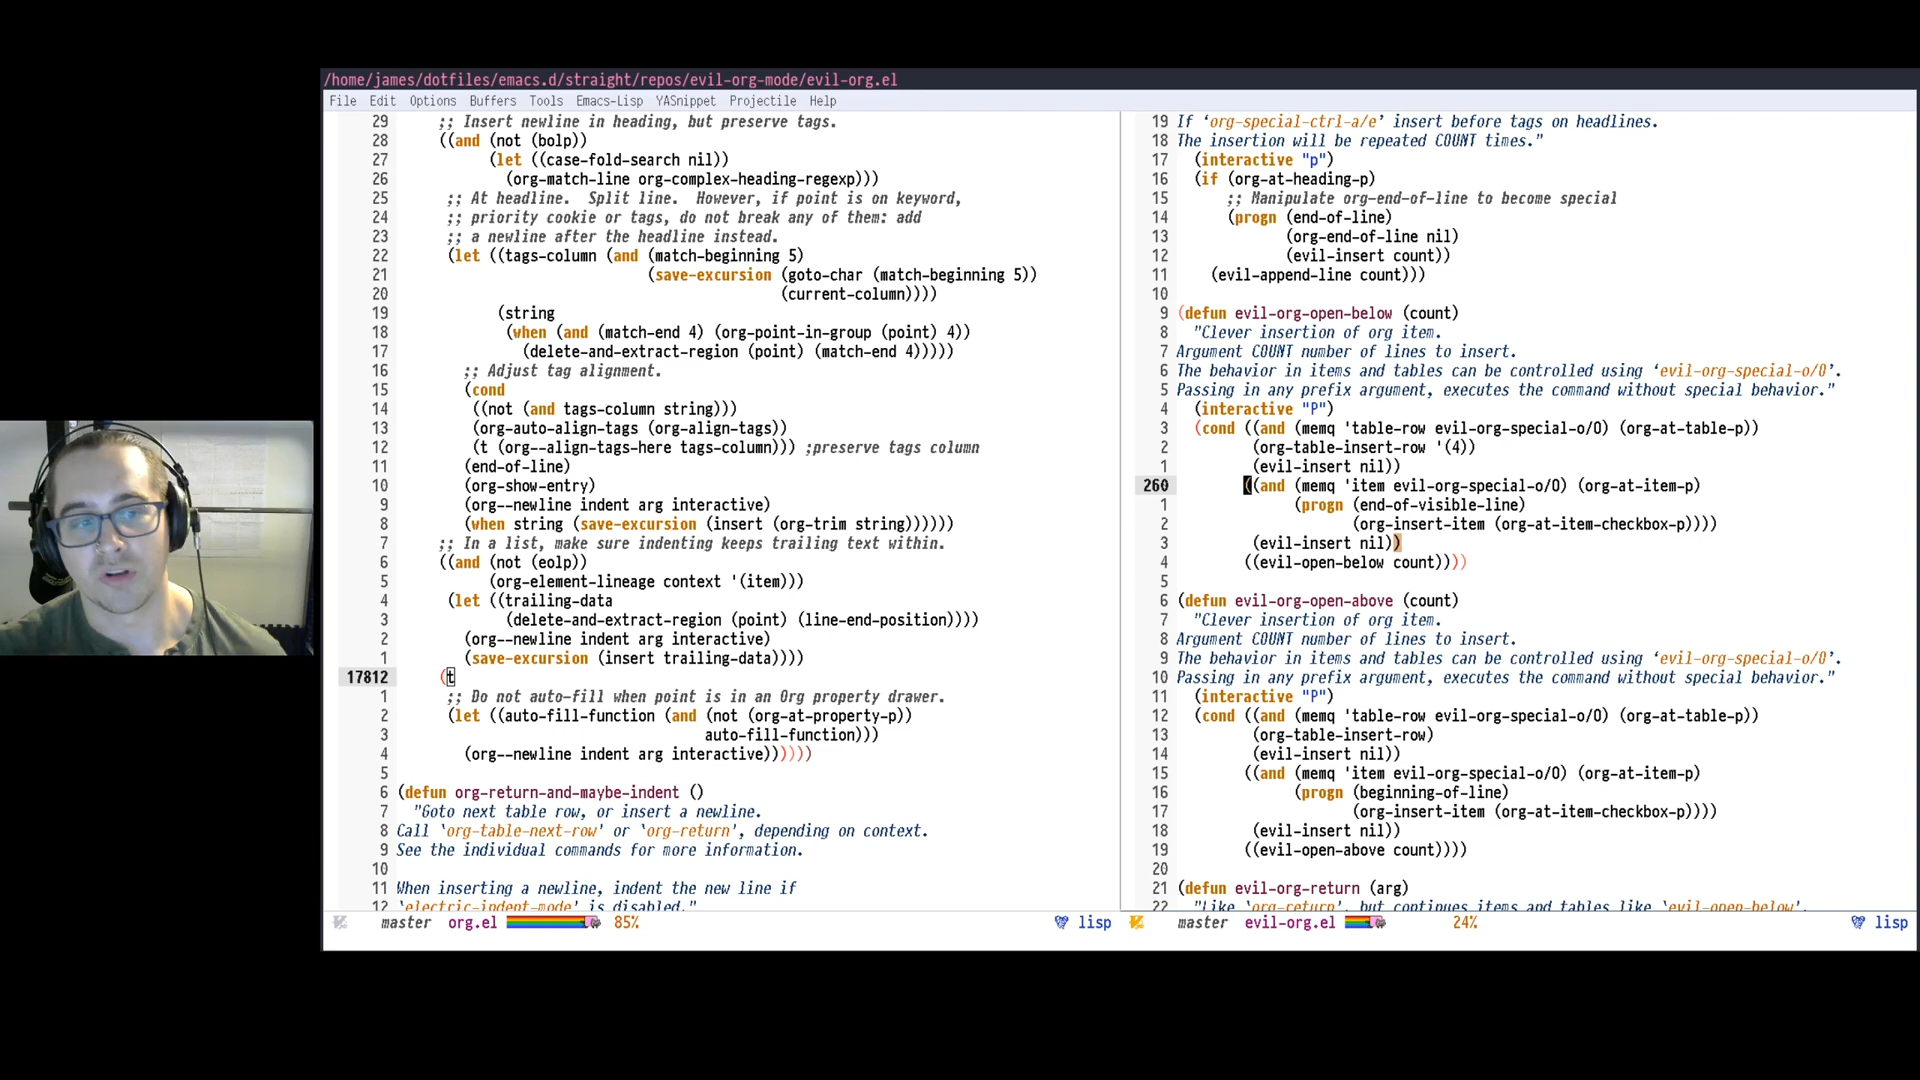 /home/james/dotfiles/emacs.d/straight/repos/evil-org-mode/evil-org.el
File Edit Options Buffers Tools Emacs-Lisp YASnippet Projectile Help
29 ;; Insert newline in heading, but preserve tags.
28 ((and (not (bolp))
27 (let ((case-fold-search nil))
26 (org-match-line org-complex-heading-regexp)))
25 ;; At headline. Split line. However, if point is on keyword,
24 ;; priority cookie or tags, do not break any of them: add
23 ;; a newline after the headline instead.
22 (let ((tags-column (and (match-beginning 5)
21 (save-excursion (goto-char (match-beginning 5))
20 (current-column))))
19 (string
18 (when (and (match-end 4) (org-point-in-group (point) 4))
17 (delete-and-extract-region (point) (match-end 4)))))
16 ;; Adjust tag alignment.
15 (cond
14 ((not (and tags-column string)))
13 (org-auto-align-tags (org-align-tags))
12 (t (org--align-tags-here tags-column))) ;preserve tags column
11 (end-of-line)
10 (org-show-entry)
9 (org--newline indent arg interactive)
8 (when string (save-excursion (insert (org-trim string))))))
7 ;; In a list, make sure indenting keeps trailing text within.
6 ((and (not (eolp))
5 (org-element-lineage context '(item)))
4 (let ((trailing-data
3 (delete-and-extract-region (point) (line-end-position))))
2 (org--newline indent arg interactive)
1 (save-excursion (insert trailing-data))))
17812 (t
1 ;; Do not auto-fill when point is in an Org property drawer.
2 (let ((auto-fill-function (and (not (org-at-property-p))
3 auto-fill-function)))
4 (org--newline indent arg interactive))))))
5
6 (defun org-return-and-maybe-indent ()
7 "Goto next table row, or insert a newline.
8 Call `org-table-next-row' or `org-return', depending on context.
9 See the individual commands for more information.
10
11 When inserting a newline, indent the new line if
12 `electric-indent-mode' is disabled."
master org.el 85% lisp
19 If ‘org-special-ctrl-a/e’ insert before tags on headlines.
18 The insertion will be repeated COUNT times."
17 (interactive "p")
16 (if (org-at-heading-p)
15 ;; Manipulate org-end-of-line to become special
14 (progn (end-of-line)
13 (org-end-of-line nil)
12 (evil-insert count))
11 (evil-append-line count)))
10
9 (defun evil-org-open-below (count)
8 "Clever insertion of org item.
7 Argument COUNT number of lines to insert.
6 The behavior in items and tables can be controlled using ‘evil-org-special-o/O’.
5 Passing in any prefix argument, executes the command without special behavior."
4 (interactive "P")
3 (cond ((and (memq 'table-row evil-org-special-o/O) (org-at-table-p))
2 (org-table-insert-row '(4))
1 (evil-insert nil))
260 ((and (memq 'item evil-org-special-o/O) (org-at-item-p)
1 (progn (end-of-visible-line)
2 (org-insert-item (org-at-item-checkbox-p))))
3 (evil-insert nil))
4 ((evil-open-below count))))
5
6 (defun evil-org-open-above (count)
7 "Clever insertion of org item.
8 Argument COUNT number of lines to insert.
9 The behavior in items and tables can be controlled using ‘evil-org-special-o/O’.
10 Passing in any prefix argument, executes the command without special behavior."
11 (interactive "P")
12 (cond ((and (memq 'table-row evil-org-special-o/O) (org-at-table-p))
13 (org-table-insert-row)
14 (evil-insert nil))
15 ((and (memq 'item evil-org-special-o/O) (org-at-item-p)
16 (progn (beginning-of-line)
17 (org-insert-item (org-at-item-checkbox-p))))
18 (evil-insert nil))
19 ((evil-open-above count))))
20
21 (defun evil-org-return (arg)
22 "Like `org-return', but continues items and tables like `evil-open-below'.
master evil-org.el 24% lisp